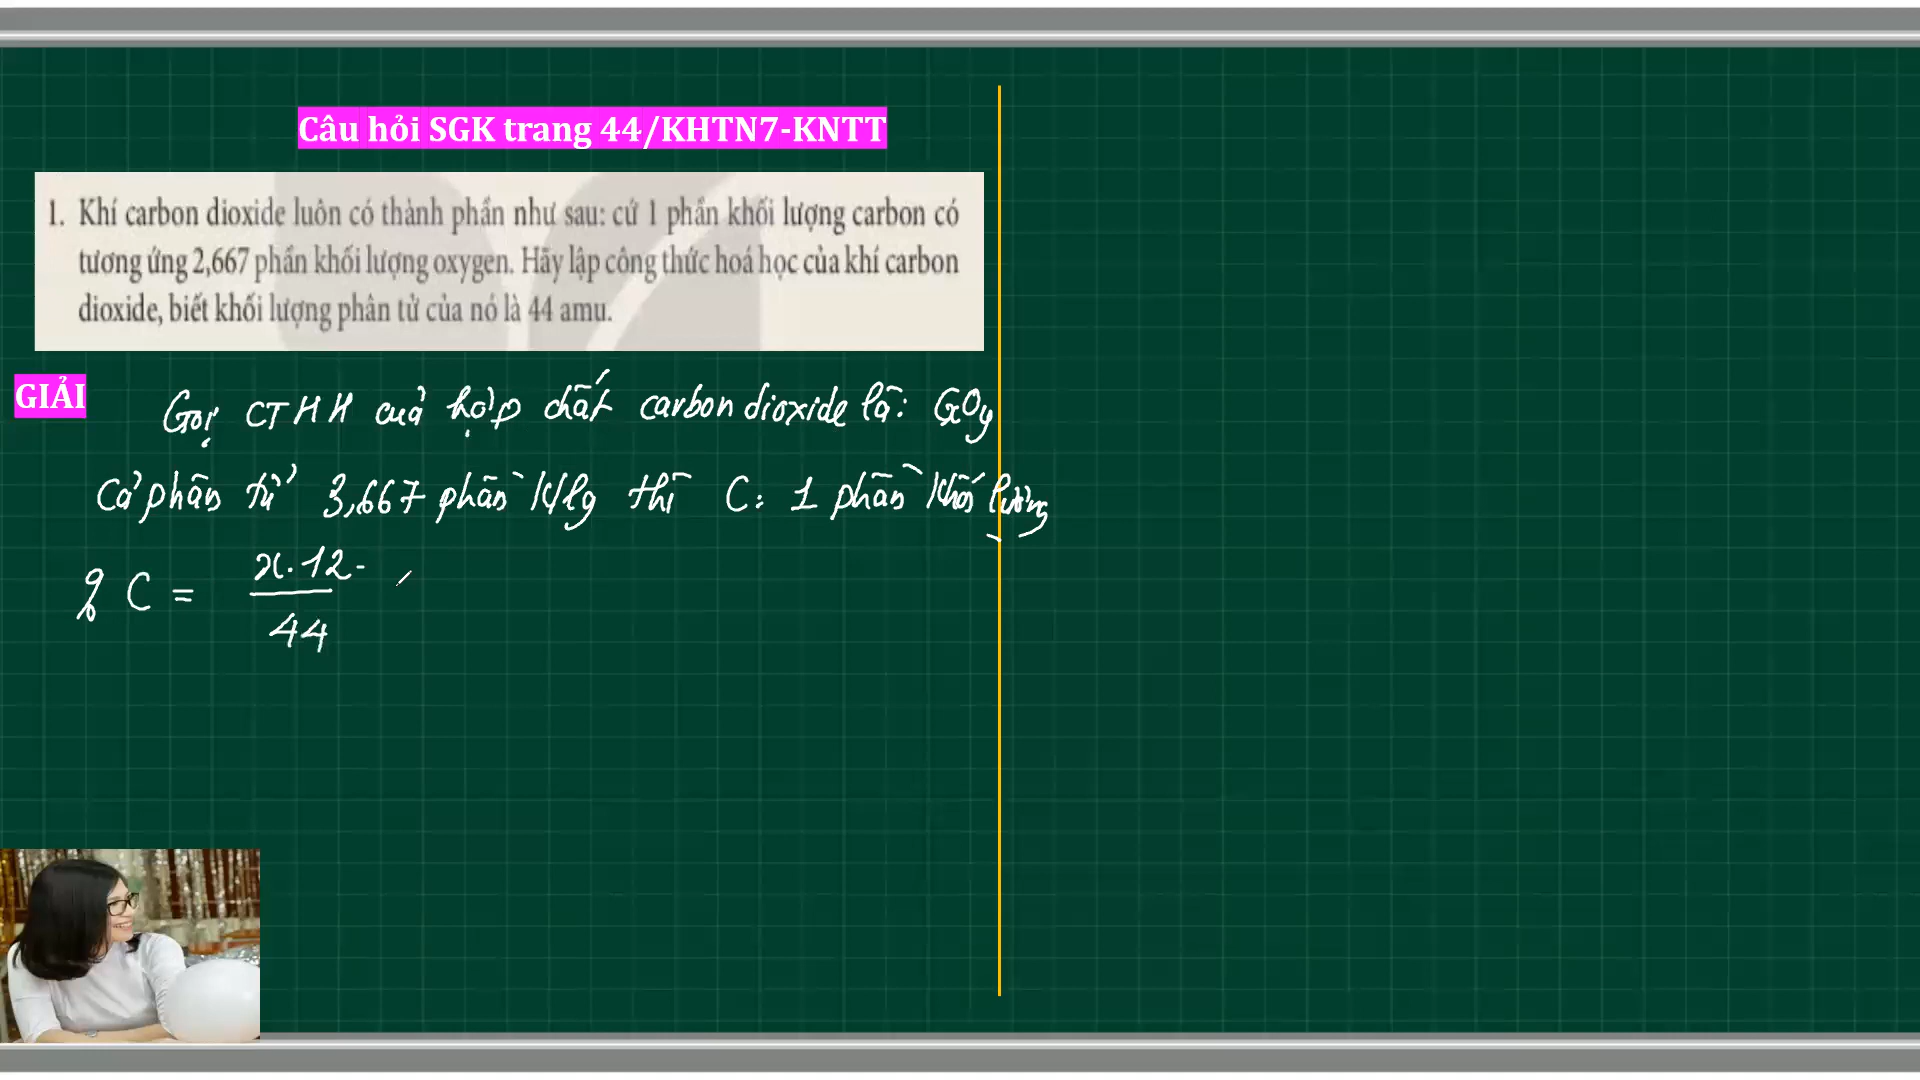 Câu hỏi SGK trang 44/KHTN7-KNTT
1. Khí carbon dioxide luôn có thành phần như sau: cứ 1 phần khối lượng carbon có
tương ứng 2,667 phần khối lượng oxygen. Hãy lập công thức hoá học của khí carbon
dioxide, biết khối lượng phân tử của nó là 44 amu.
GIẢI
Gọi CTHH của hợp chất carbon dioxide là: CxOy
Cả phân tử 3,667 phần k/lg thì C: 1 phần khối lượng
% C = x.12
44